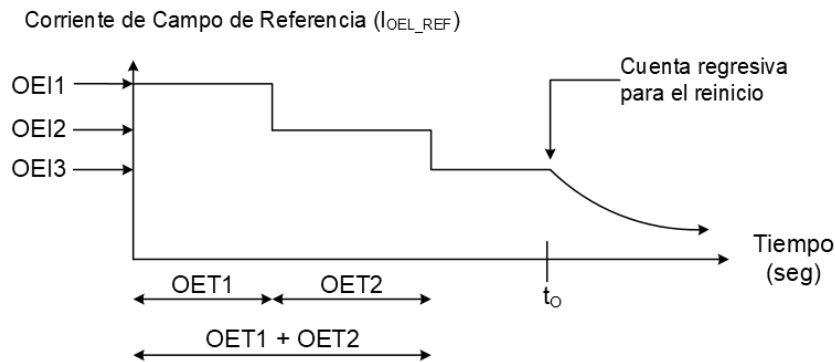 Corriente de Campo de Referencia (IOEL_REF)
OEI1
OEI2
OEI3
Cuenta regresiva
para el reinicio
Tiempo
(seg)
OET1
OET2
tO
OET1 + OET2